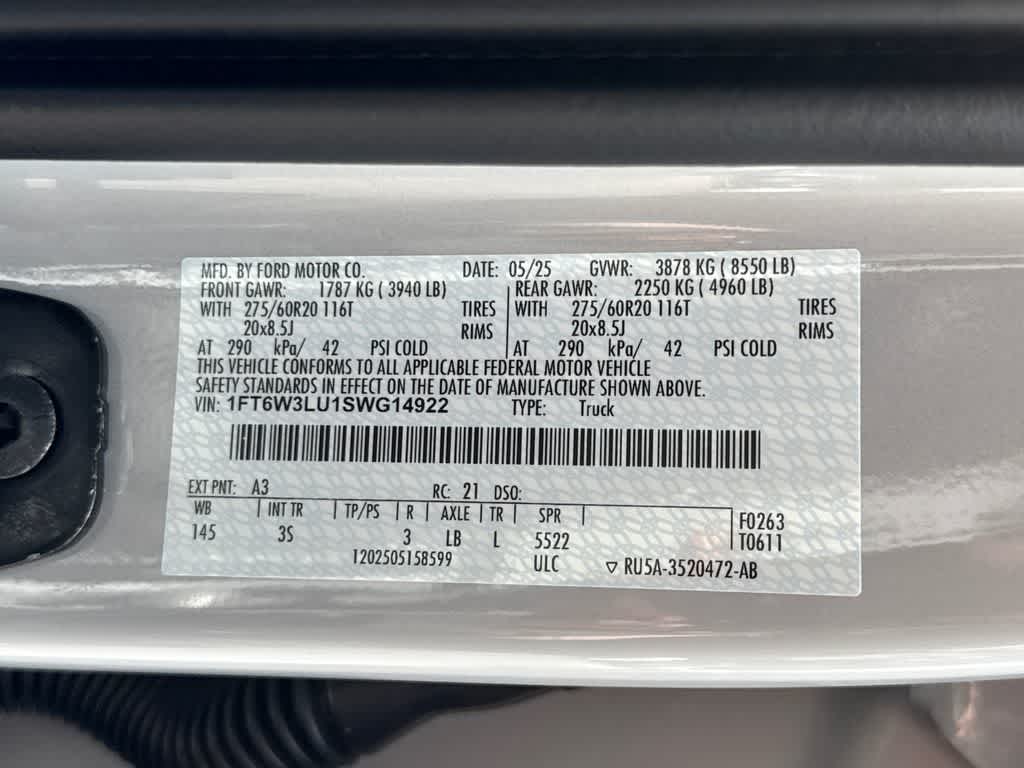 MFD. BY FORD MOTOR CO. DATE: 05/25 GVWR: 3878 KG ( 8550 LB)
FRONT GAWR: 1787 KG ( 3940 LB) REAR GAWR: 2250 KG ( 4960 LB)
WITH 275/60R20 116T TIRES WITH 275/60R20 116T TIRES
20x8.5J RIMS 20x8.5J RIMS
AT 290 kPa/ 42 PSI COLD AT 290 kPa/ 42 PSI COLD
THIS VEHICLE CONFORMS TO ALL APPLICABLE FEDERAL MOTOR VEHICLE
SAFETY STANDARDS IN EFFECT ON THE DATE OF MANUFACTURE SHOWN ABOVE.
VIN: 1FT6W3LU1SWG14922 TYPE: Truck
EXT PNT: A3 RC: 21 DSO:
WB | INT TR | TP/PS | R | AXLE | TR | SPR | F0263
145 3S 3 LB L 5522 T0611
1202505158599 ULC ▽ RU5A-3520472-AB